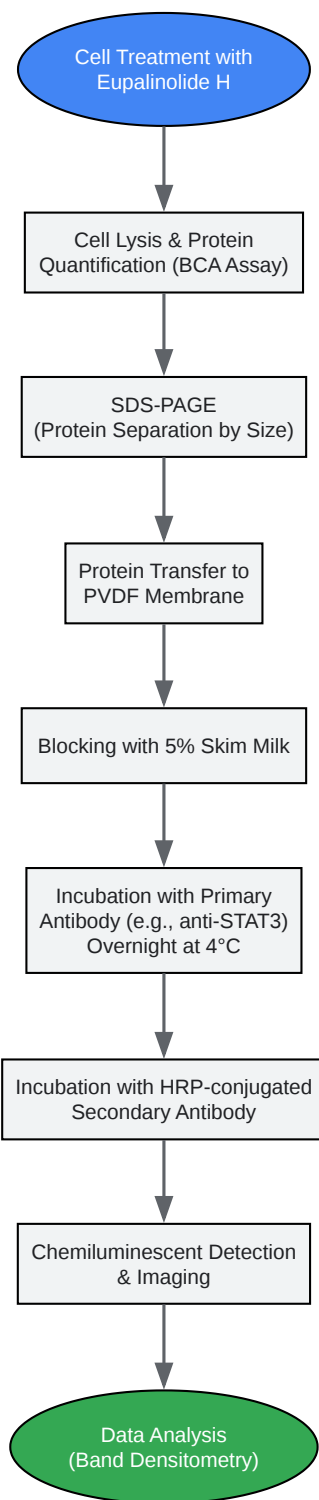 Cell Treatment with
Eupalinolide H
Cell Lysis & Protein
Quantification (BCA Assay)
SDS-PAGE
(Protein Separation by Size)
Protein Transfer to
PVDF Membrane
Blocking with 5% Skim Milk
Incubation with Primary
Antibody (e.g., anti-STAT3)
Overnight at 4°C
Incubation with HRP-conjugated
Secondary Antibody
Chemiluminescent Detection
& Imaging
Data Analysis
(Band Densitometry)